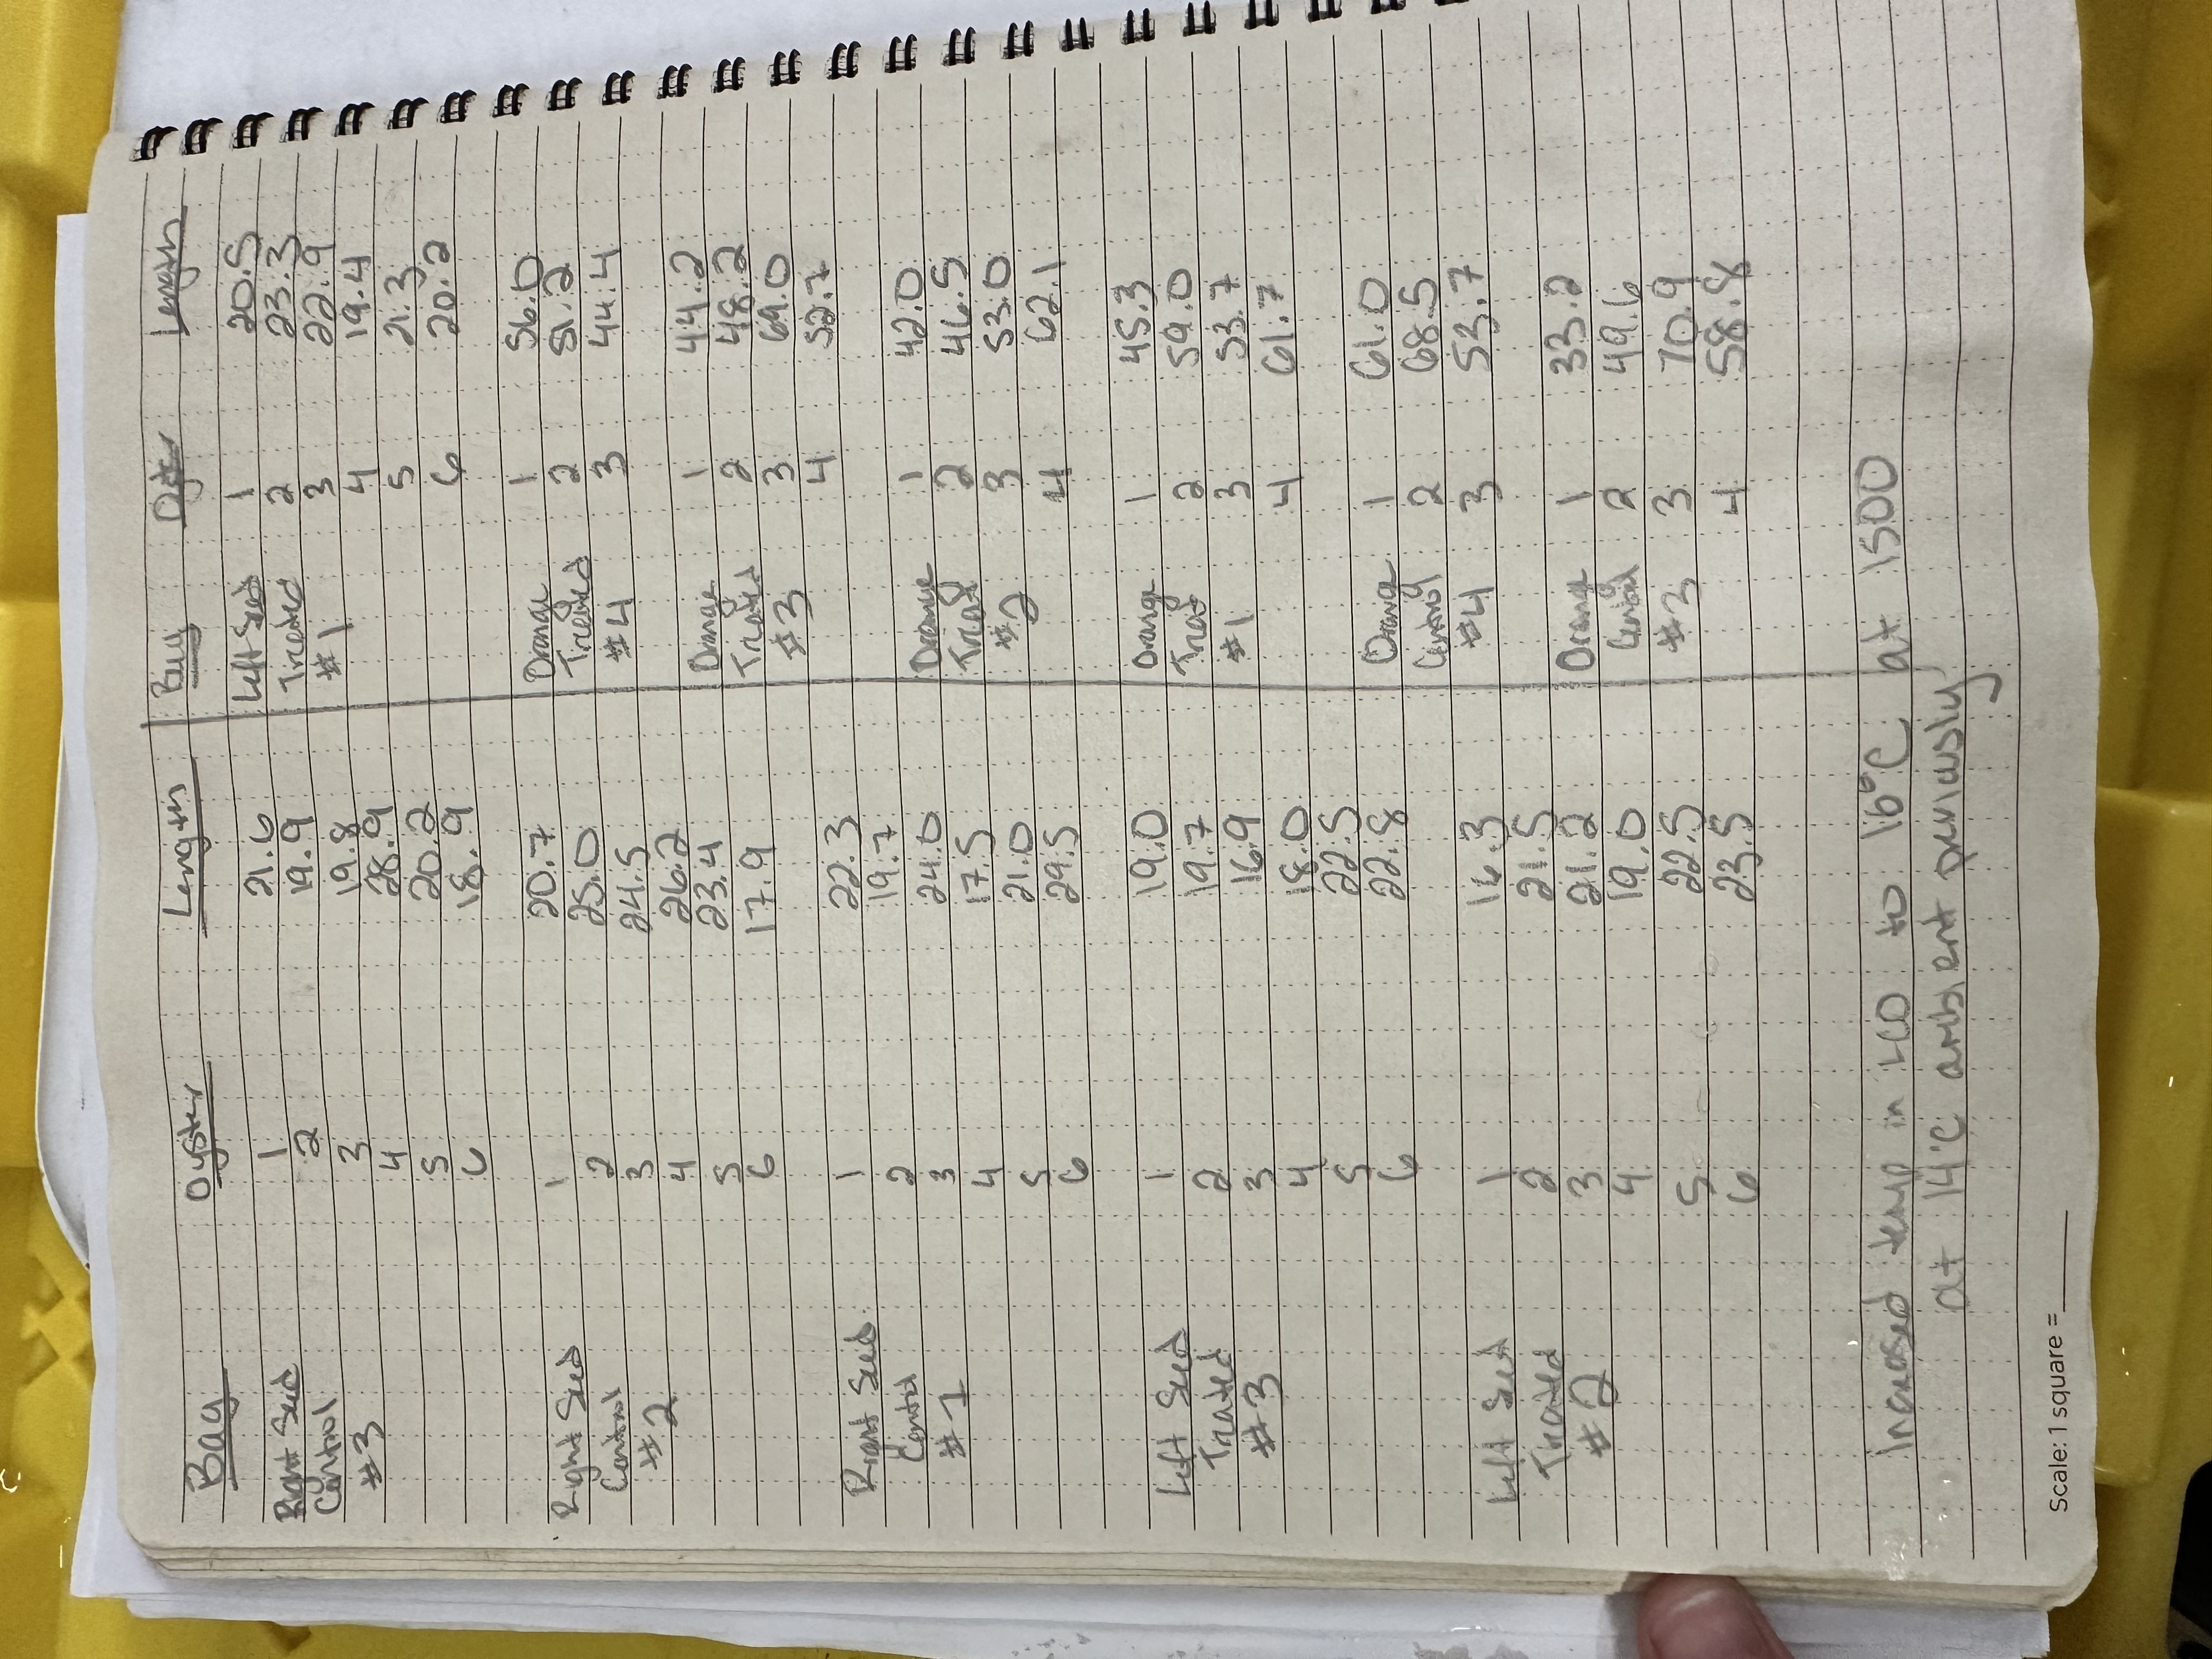 Bag Oyster Length
Right Seed 1 21.6
Control 2 19.9
#3 3 19.8
4 28.9
5 20.2
6 18.9
Right Seed 1 20.7
Control 2 25.0
#2 3 24.5
4 26.2
5 23.4
6 17.9
Right Seed 1 22.3
Control 2 19.7
#1 3 24.0
4 17.5
5 21.0
6 29.5
Left Seed 1 19.0
Treated 2 19.7
#3 3 16.9
4 18.0
5 22.5
6 22.8
Left Seed 1 16.3
Treated 2 21.5
#2 3 21.2
4 19.0
5 22.5
6 23.5
Bag Oyster Length
Left Seed 1 20.5
Treated 2 23.3
#1 3 22.9
4 19.4
5 21.3
6 20.2
Orange 1 56.0
Treated 2 51.2
#4 3 44.4
Orange 1 44.2
Treated 2 48.2
#3 3 69.0
4 52.7
Orange 1 42.0
Treat 2 46.5
#2 3 53.0
4 62.1
Orange 1 45.3
Treat 2 59.0
#1 3 53.7
4 61.7
Orange 1 61.0
Control 2 68.5
#4 3 53.7
Orange 1 33.2
Control 2 49.6
#3 3 70.9
4 58.8
Increased temp in to 16°C at 1500
at 14°C ambient previously
Scale: 1 square =